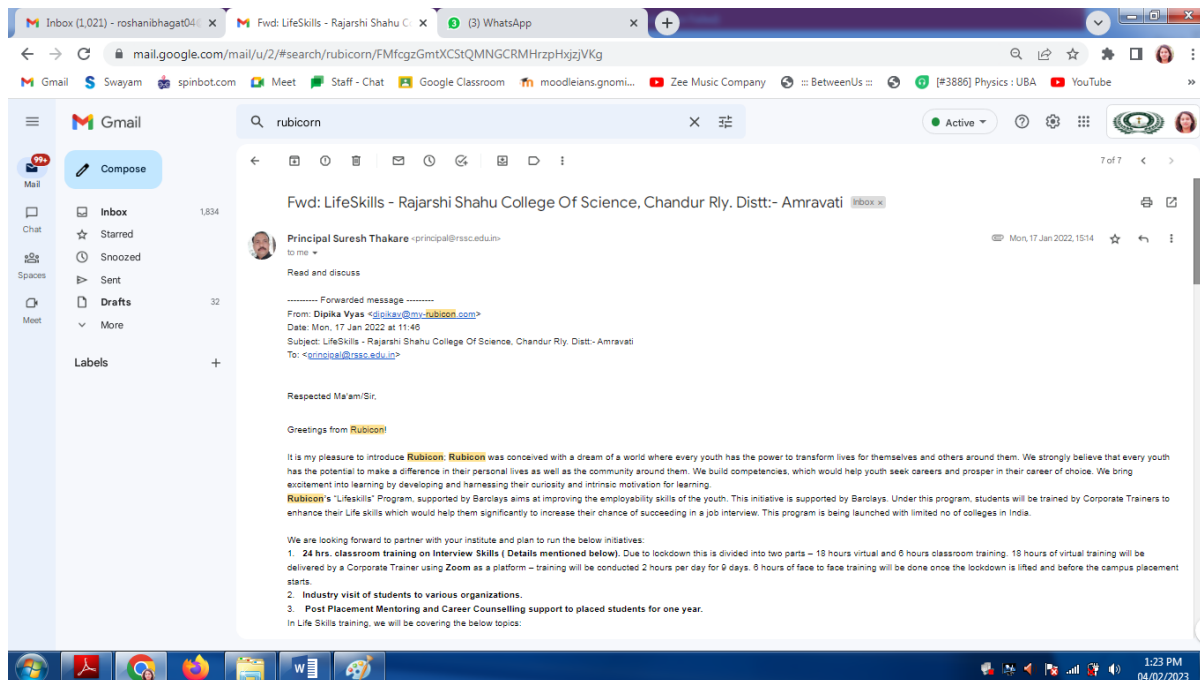 Inbox (1,021) - roshanibhagat04@
Fwd: LifeSkills - Rajarshi Shahu C
(3) WhatsApp
mail.google.com/mail/u/2/#search/rubicorn/FMfcgzGmtXCStQMNGCRMHrzpHxjzjVKg
Gmail Swayam spinbot.com Meet Staff - Chat Google Classroom moodleians.gnomi... Zee Music Company ::: BetweenUs ::: [#3886] Physics : UBA YouTube »
Gmail
rubicorn
Active
99+
Mail
Compose
7 of 7
Chat
Spaces
Meet
Inbox 1,834
Starred
Snoozed
Sent
Drafts 32
More
Labels +
Fwd: LifeSkills - Rajarshi Shahu College Of Science, Chandur Rly. Distt:- Amravati Inbox x
Principal Suresh Thakare <principal@rssc.edu.in> Mon, 17 Jan 2022, 15:14
to me
Read and discuss
---------- Forwarded message ---------
From: Dipika Vyas <dipikav@my-rubicon.com>
Date: Mon, 17 Jan 2022 at 11:46
Subject: LifeSkills - Rajarshi Shahu College Of Science, Chandur Rly. Distt:- Amravati
To: <principal@rssc.edu.in>
Respected Ma'am/Sir,
Greetings from Rubicon!
It is my pleasure to introduce Rubicon; Rubicon was conceived with a dream of a world where every youth has the power to transform lives for themselves and others around them. We strongly believe that every youth
has the potential to make a difference in their personal lives as well as the community around them. We build competencies, which would help youth seek careers and prosper in their career of choice. We bring
excitement into learning by developing and harnessing their curiosity and intrinsic motivation for learning.
Rubicon's "Lifeskills" Program, supported by Barclays aims at improving the employability skills of the youth. This initiative is supported by Barclays. Under this program, students will be trained by Corporate Trainers to
enhance their Life skills which would help them significantly to increase their chance of succeeding in a job interview. This program is being launched with limited no of colleges in India.
We are looking forward to partner with your institute and plan to run the below initiatives:
1. 24 hrs. classroom training on Interview Skills ( Details mentioned below). Due to lockdown this is divided into two parts – 18 hours virtual and 6 hours classroom training. 18 hours of virtual training will be
delivered by a Corporate Trainer using Zoom as a platform – training will be conducted 2 hours per day for 9 days. 6 hours of face to face training will be done once the lockdown is lifted and before the campus placement
starts.
2. Industry visit of students to various organizations.
3. Post Placement Mentoring and Career Counselling support to placed students for one year.
In Life Skills training, we will be covering the below topics:
1:23 PM
04/02/2023